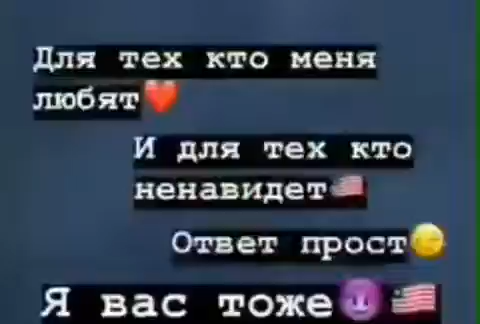 Для тех кто меня
любят❤️
И для тех кто
ненавидет🇺🇸
Ответ прост😉
Я вас тоже😈🇺🇸